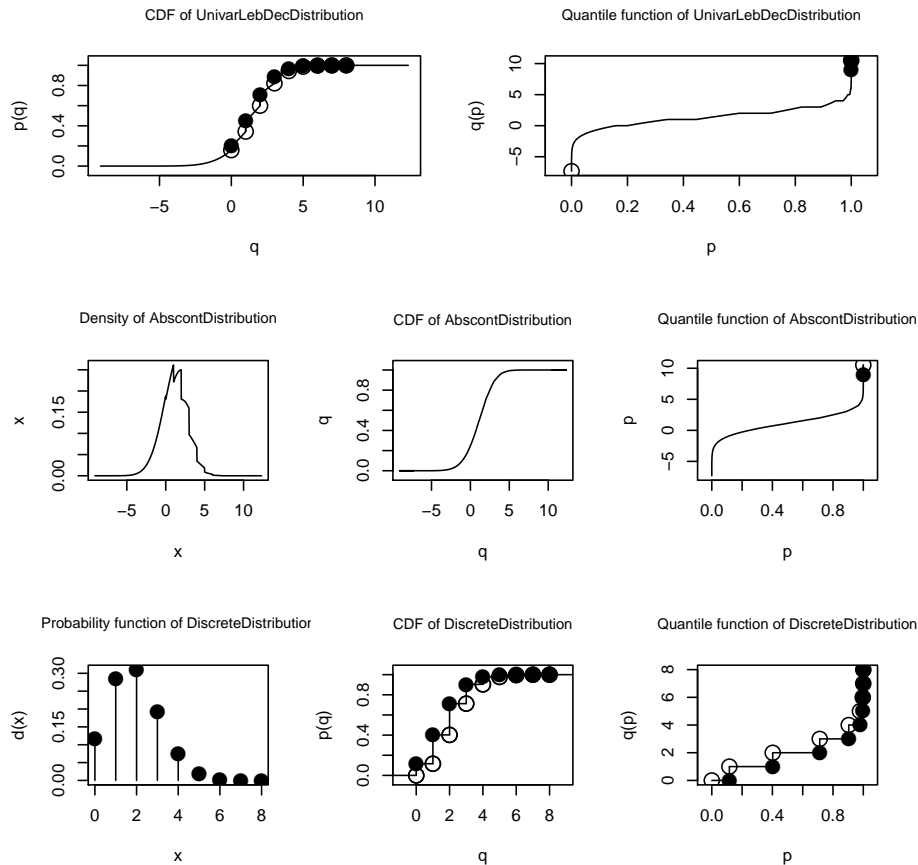 CDF of UnivarLebDecDistribution
p(q)
0.0 0.4 0.8
−5 0 5 10
q
Quantile function of UnivarLebDecDistribution
q(p)
−5 0 5 10
0.0 0.2 0.4 0.6 0.8 1.0
p
Density of AbscontDistribution
x
0.00 0.15
−5 0 5 10
x
CDF of AbscontDistribution
q
0.0 0.4 0.8
−5 0 5 10
q
Quantile function of AbscontDistribution
p
−5 0 5 10
0.0 0.4 0.8
p
Probability function of DiscreteDistribution
d(x)
0.00 0.15 0.30
0 2 4 6 8
x
CDF of DiscreteDistribution
p(q)
0.0 0.4 0.8
0 2 4 6 8
q
Quantile function of DiscreteDistribution
q(p)
0 2 4 6 8
0.0 0.4 0.8
p